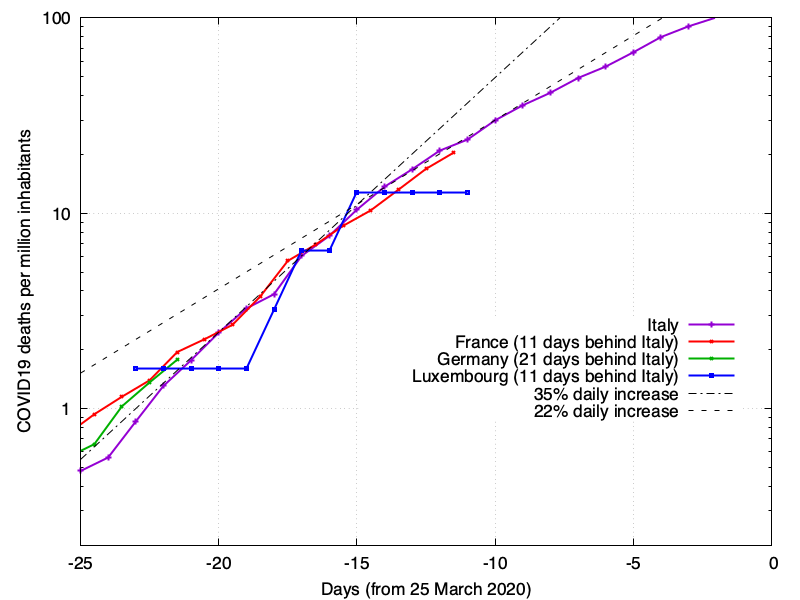 100
10
1
COVID19 deaths per million inhabitants
Italy
France (11 days behind Italy)
Germany (21 days behind Italy)
Luxembourg (11 days behind Italy)
35% daily increase
22% daily increase
-25 -20 -15 -10 -5 0
Days (from 25 March 2020)